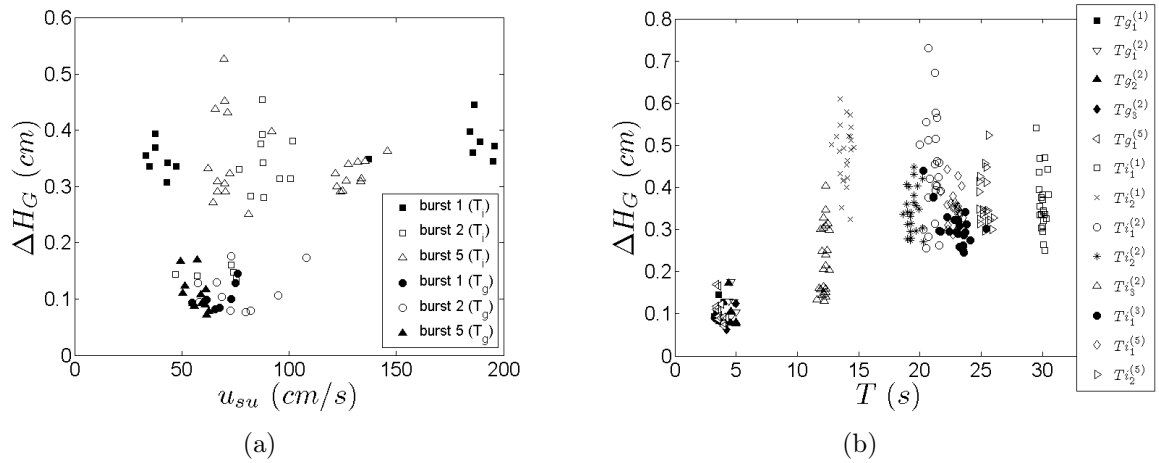 0.6
0.5
0.4
0.3
0.2
0.1
0
ΔH_G (cm)
0
50
100
150
200
u_{su} (cm/s)
burst 1 (T_i)
burst 2 (T_i)
burst 5 (T_i)
burst 1 (T_g)
burst 2 (T_g)
burst 5 (T_g)
(a)
0.8
0.7
0.6
0.5
0.4
0.3
0.2
0.1
0
ΔH_G (cm)
0
5
10
15
20
25
30
T (s)
Tg_1^{(1)}
Tg_1^{(2)}
Tg_2^{(2)}
Tg_3^{(2)}
Tg_1^{(5)}
Ti_1^{(1)}
Ti_2^{(1)}
Ti_1^{(2)}
Ti_2^{(2)}
Ti_3^{(2)}
Ti_1^{(3)}
Ti_1^{(5)}
Ti_2^{(5)}
(b)